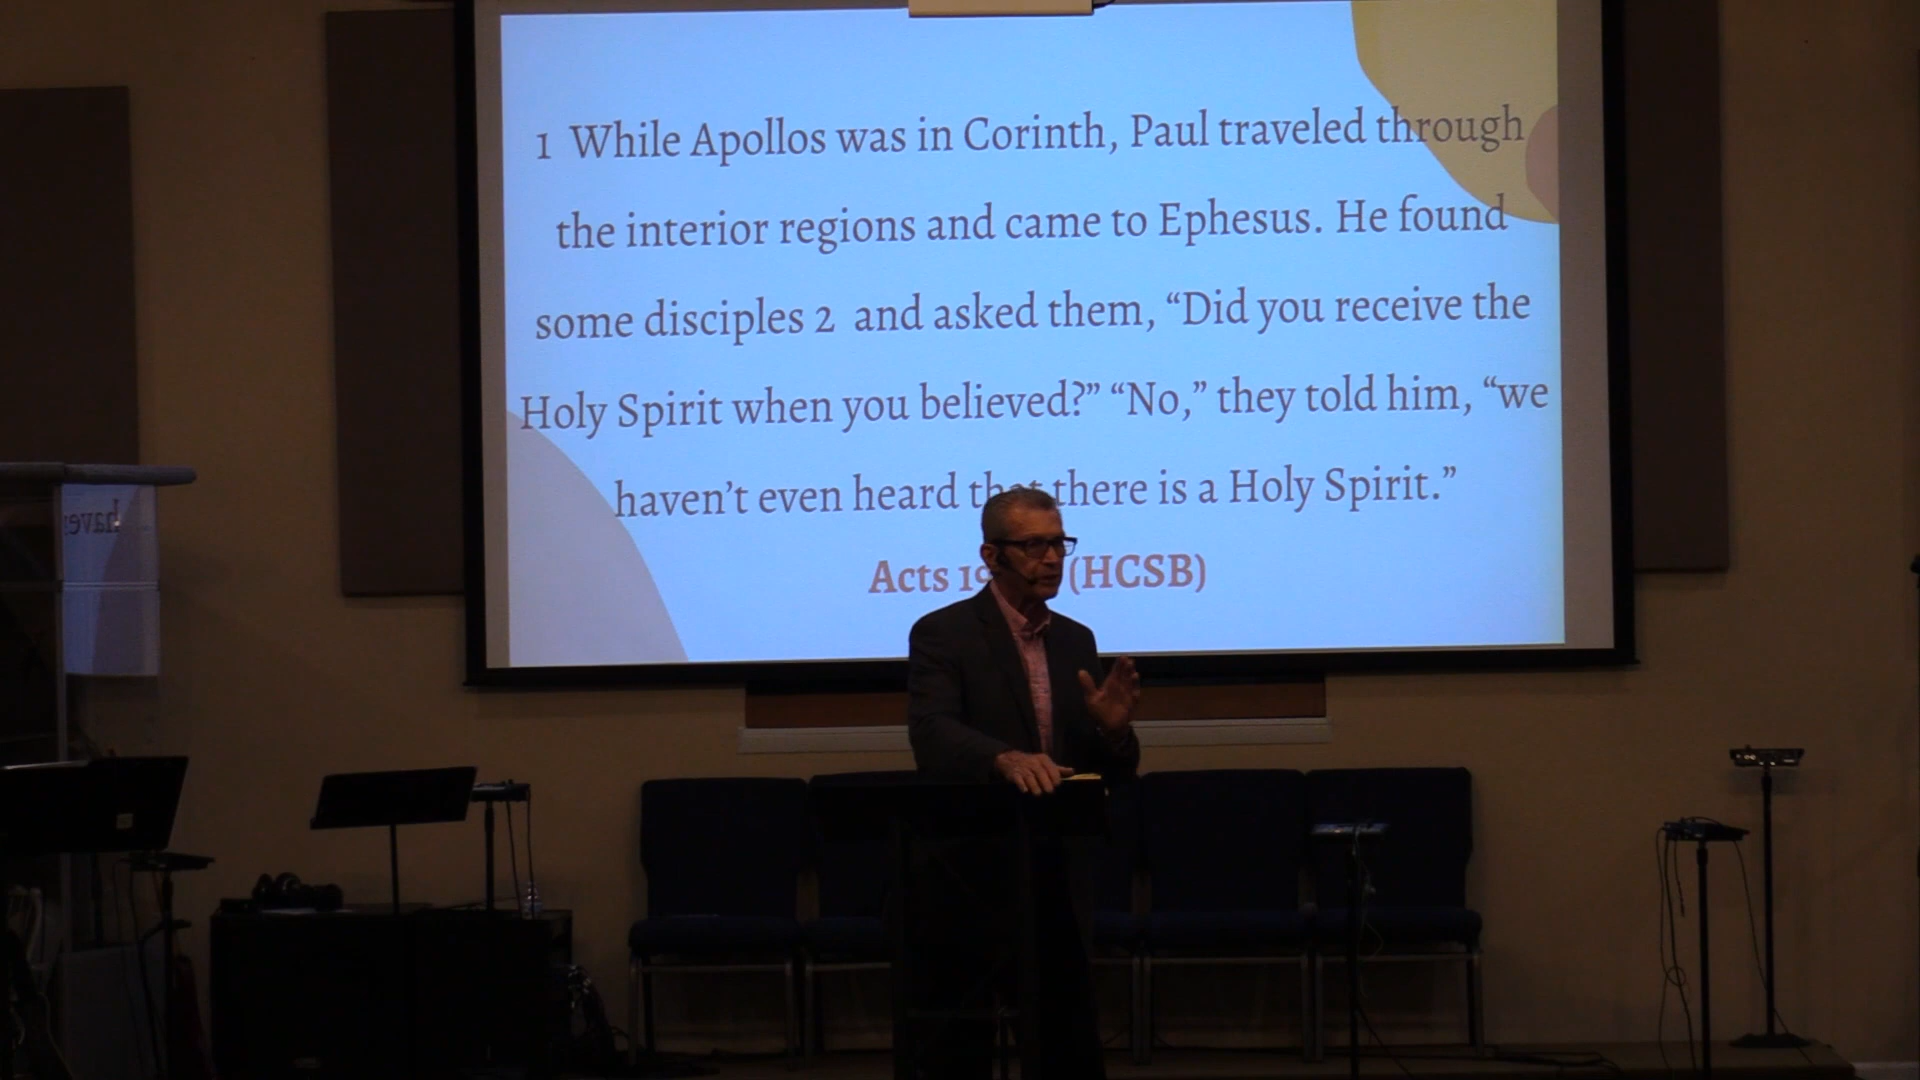 1 While Apollos was in Corinth, Paul traveled through
the interior regions and came to Ephesus. He found
some disciples 2 and asked them, “Did you receive the
Holy Spirit when you believed?” “No,” they told him, “we
haven’t even heard that there is a Holy Spirit.”
Acts (HCSB)